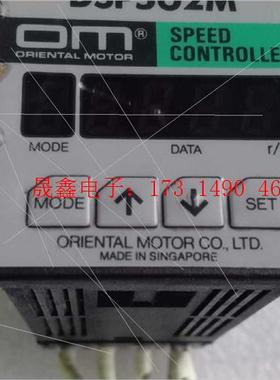 DSP502M
OM®
ORIENTAL MOTOR
SPEED
CONTROLLE
MODE DATA r/
晟鑫电子：173 1490 46
MODE SET
ORIENTAL MOTOR CO., LTD.
MADE IN SINGAPORE